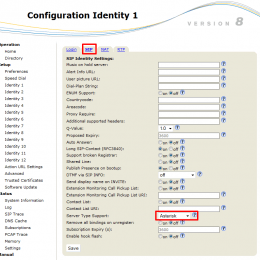 Configuration Identity 1
VERSION 8
Operation:
Home
Directory
Setup
Preferences
Speed Dial
Identity 1
Identity 2
Identity 3
Identity 4
Identity 5
Identity 6
Identity 7
Identity 8
Identity 9
Identity 10
Identity 11
Identity 12
Action URL Settings
Advanced
Trusted Certificates
Software Update
Status
System Information
Log
SIP Trace
DNS Cache
Subscriptions
PCAP Trace
Memory
Settings
Manual
Login SIP NAT RTP
SIP Identity Settings:
Music on hold server:
Alert Info URL:
User picture URL:
Dial-Plan String:
ENUM Support: on off
Countrycode:
Areacode:
Proxy Require:
Additional supported headers:
Q-Value: 1.0
Proposed Expiry: 3600
Auto Answer: on off
Long SIP-Contact (RFC3840): on off
Support broken Registrar: on off
Shared Line: on off
Publish Presence on bootup: on off
DTMF via SIP INFO: off
Send display name on INVITE: on off
Extension Monitoring Call Pickup List: on off
Extension Monitoring Call Pickup List URI:
Contact List: on off
Contact List URI:
Server Type Support: Asterisk
Remove all bindings on unregister: on off
Subscription Expiry (s): 3600
Enable hook flash: on off
Save